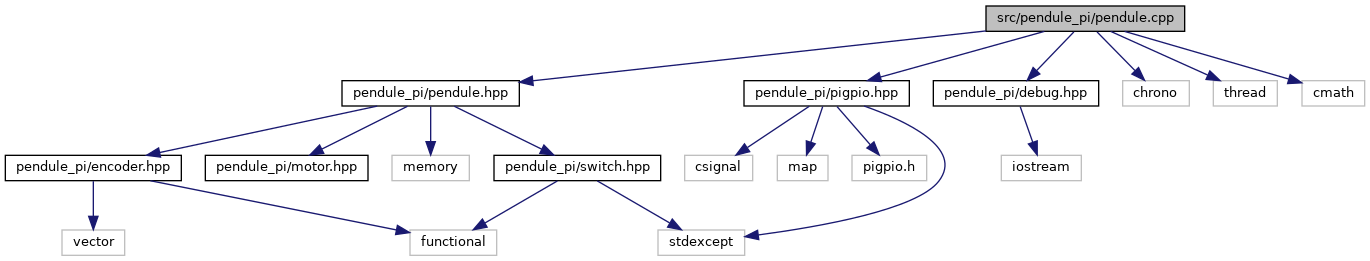 src/pendule_pi/pendule.cpp
pendule_pi/pendule.hpp
pendule_pi/pigpio.hpp
pendule_pi/debug.hpp
chrono
thread
cmath
pendule_pi/encoder.hpp
pendule_pi/motor.hpp
memory
pendule_pi/switch.hpp
csignal
map
pigpio.h
iostream
vector
functional
stdexcept